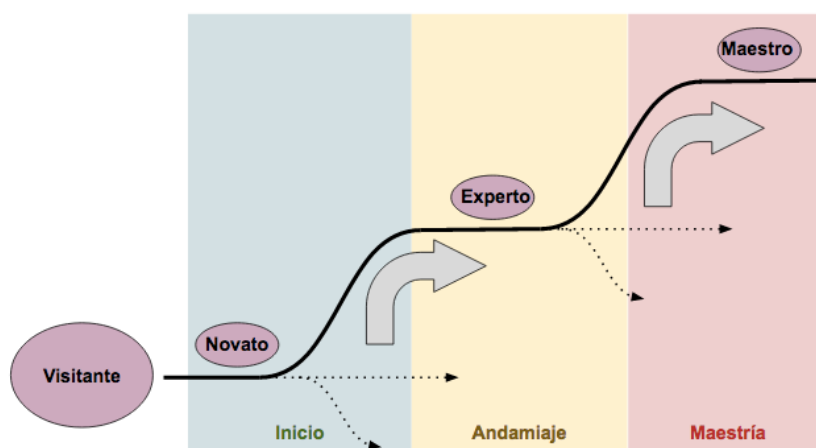 Maestro
Experto
Novato
Visitante
Inicio
Andamiaje
Maestría